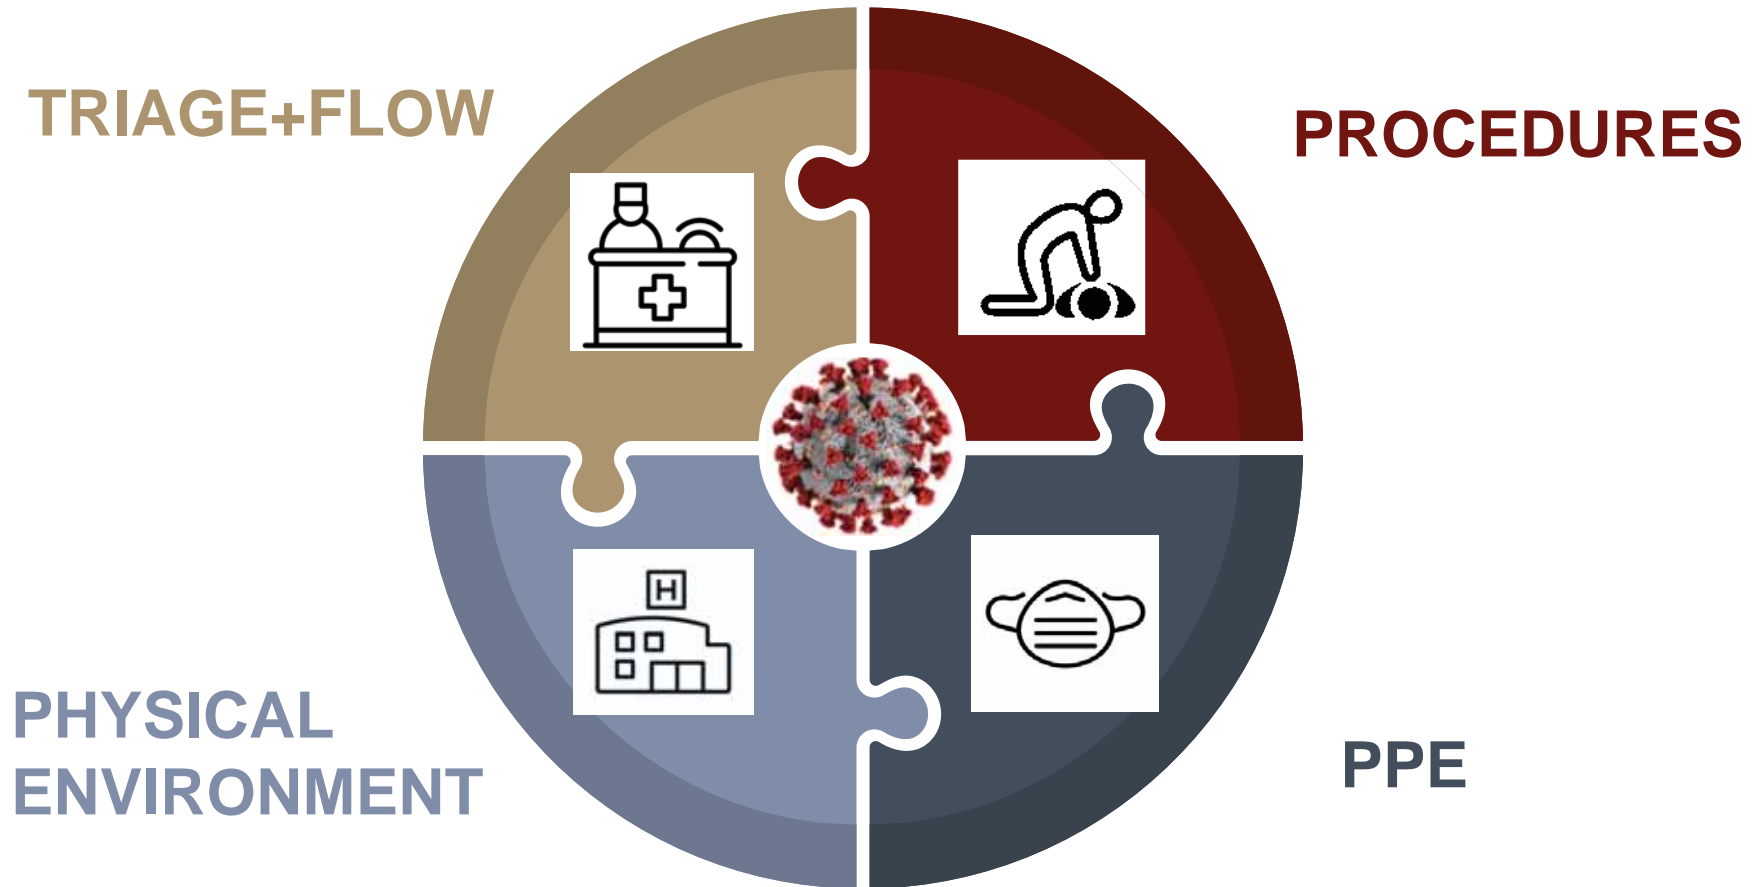 TRIAGE+FLOW
PROCEDURES
H
PHYSICAL
ENVIRONMENT
PPE